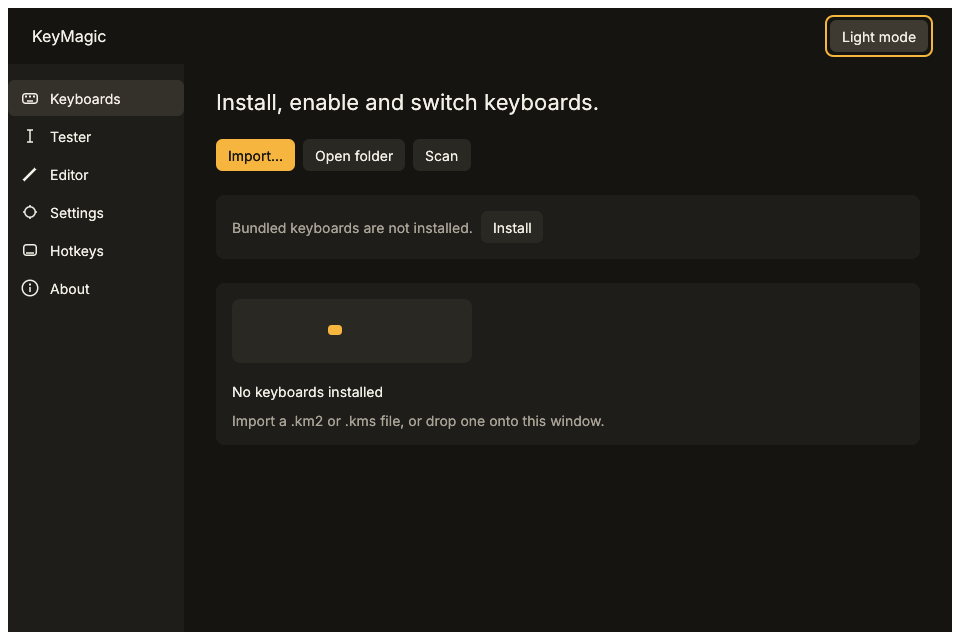 KeyMagic
Light mode
Keyboards
Tester
Editor
Settings
Hotkeys
About
Install, enable and switch keyboards.
Import...
Open folder
Scan
Bundled keyboards are not installed.
Install
No keyboards installed
Import a .km2 or .kms file, or drop one onto this window.